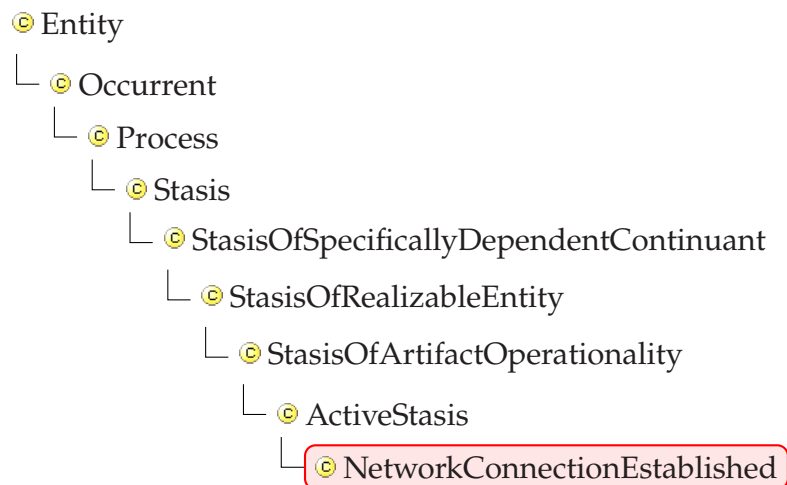 Entity
Occurrent
Process
Stasis
StasisOfSpecificallyDependentContinuant
StasisOfRealizableEntity
StasisOfArtifactOperationality
ActiveStasis
NetworkConnectionEstablished